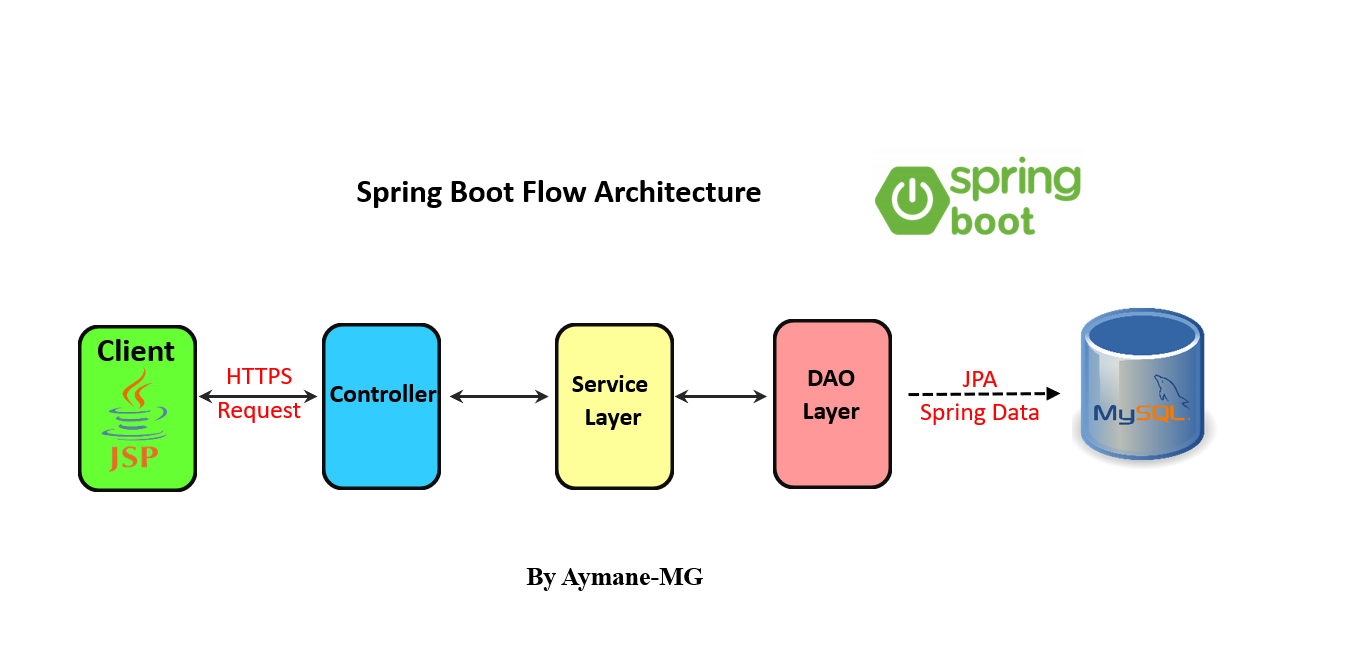 Spring Boot Flow Architecture
spring
boot
Client
JSP
HTTPS
Request
Controller
Service
Layer
DAO
Layer
JPA
Spring Data
MySQL
By Aymane-MG